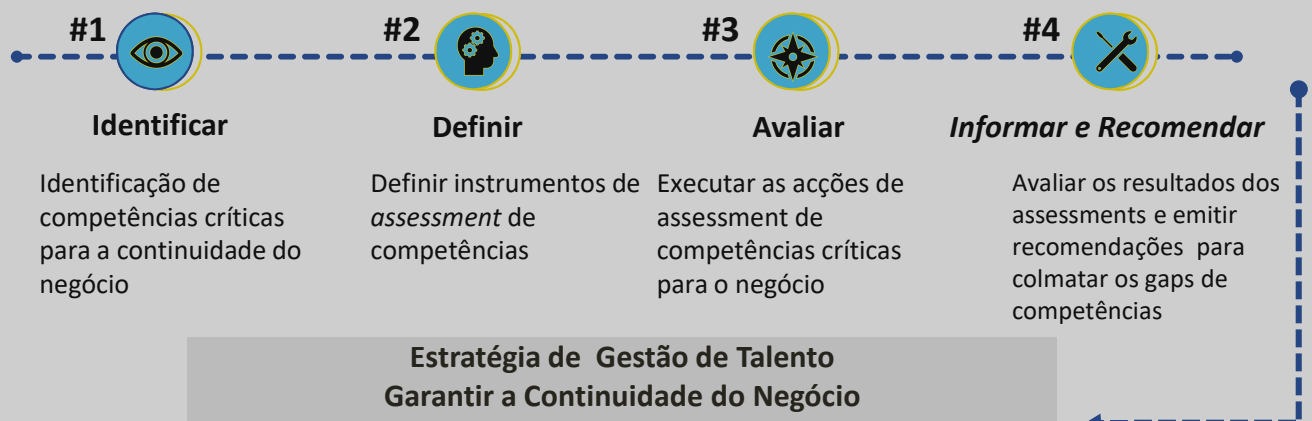 #1
Identificar
Identificação de
competências críticas
para a continuidade do
negócio
#2
Definir
Definir instrumentos de
assessment de
competências
#3
Avaliar
Executar as acções de
assessment de
competências críticas
para o negócio
#4
Informar e Recomendar
Avaliar os resultados dos
assessments e emitir
recomendações para
colmatar os gaps de
competências
Estratégia de Gestão de Talento
Garantir a Continuidade do Negócio